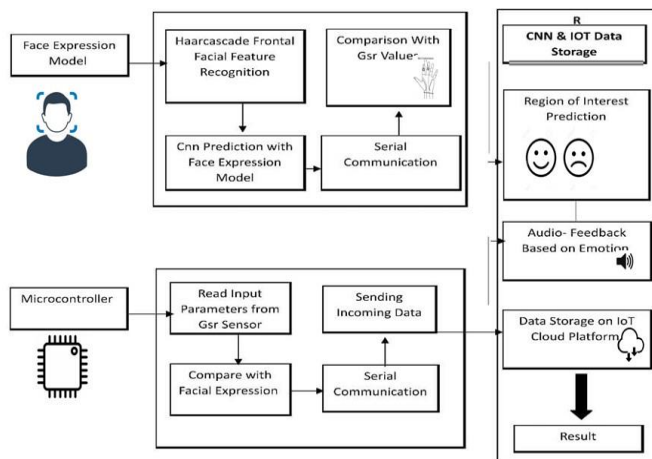 Face Expression
Model
Haarcascade Frontal
Facial Feature
Recognition
Comparison With
Gsr Values
Cnn Prediction with
Face Expression
Model
Serial
Communication
Microcontroller
Read Input
Parameters from
Gsr Sensor
Sending
Incoming Data
Compare with
Facial Expression
Serial
Communication
R
CNN & IOT Data
Storage
Region of Interest
Prediction
Audio- Feedback
Based on Emotion
Data Storage on IoT
Cloud Platform
Result